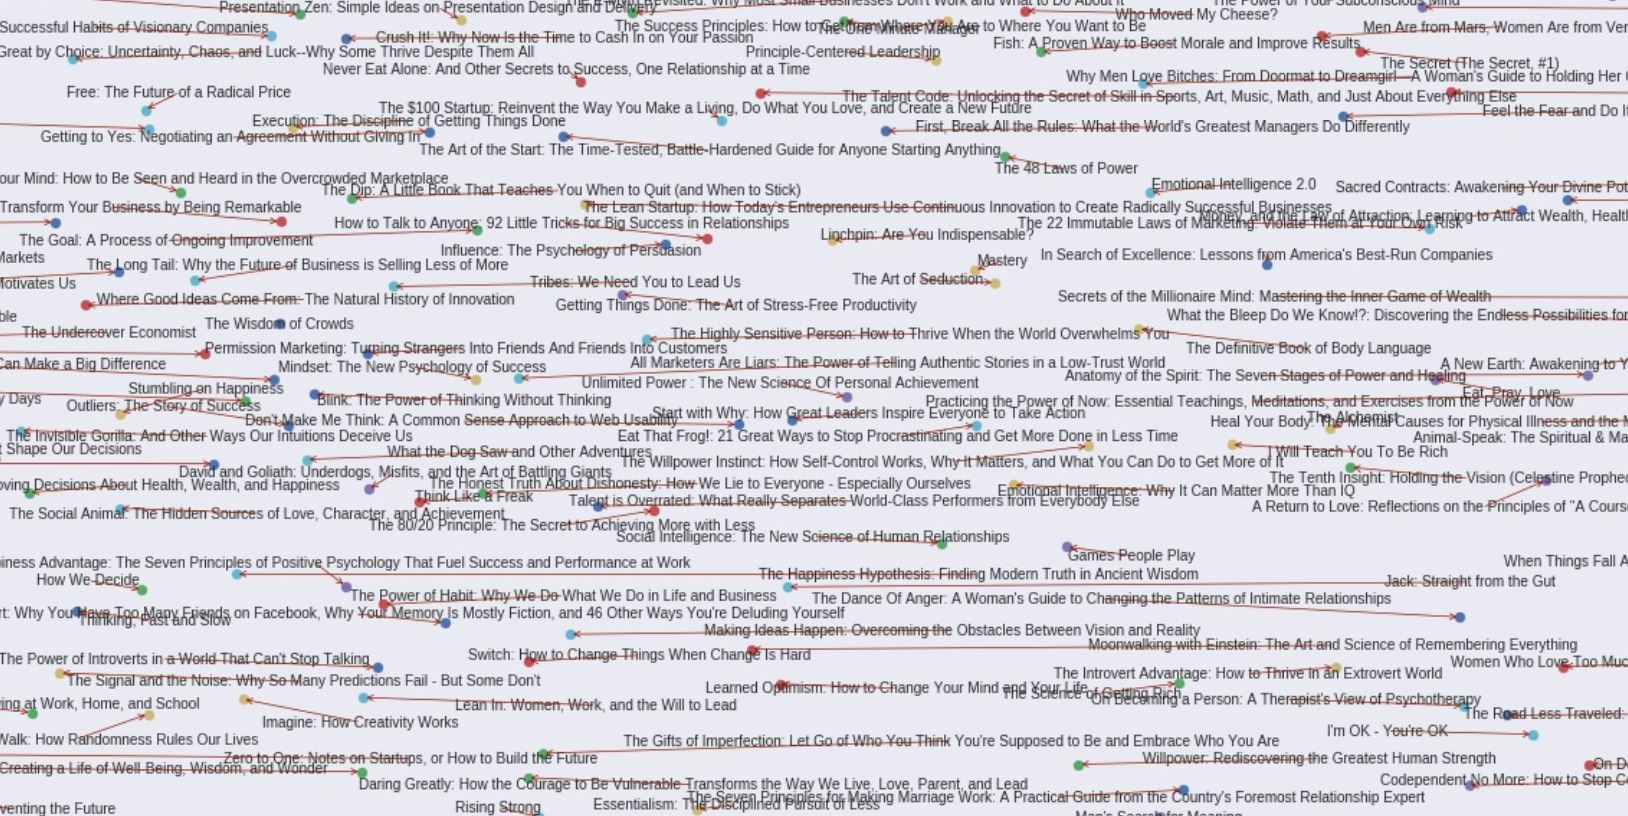 Presentation Zen: Simple Ideas on Presentation Design and Delivery
Revisited: Why Most Small Businesses Don't Work and What to Do About It
The Power of Your Subconscious Mind
Who Moved My Cheese?
Successful Habits of Visionary Companies
The Success Principles: How to Get from Where You Are to Where You Want to Be
The One Minute Manager
Men Are from Mars, Women Are from Ver
Crush It!: Why Now Is the Time to Cash In on Your Passion
Fish: A Proven Way to Boost Morale and Improve Results
Great by Choice: Uncertainty, Chaos, and Luck--Why Some Thrive Despite Them All
Principle-Centered Leadership
The Secret (The Secret, #1)
Never Eat Alone: And Other Secrets to Success, One Relationship at a Time
Why Men Love Bitches: From Doormat to Dreamgirl—A Woman's Guide to Holding Her
Free: The Future of a Radical Price
The Talent Code: Unlocking the Secret of Skill in Sports, Art, Music, Math, and Just About Everything Else
The $100 Startup: Reinvent the Way You Make a Living, Do What You Love, and Create a New Future
Feel the Fear and Do It
Execution: The Discipline of Getting Things Done
First, Break All the Rules: What the World's Greatest Managers Do Differently
Getting to Yes: Negotiating an Agreement Without Giving In
The Art of the Start: The Time-Tested, Battle-Hardened Guide for Anyone Starting Anything
The 48 Laws of Power
our Mind: How to Be Seen and Heard in the Overcrowded Marketplace
Emotional Intelligence 2.0
Sacred Contracts: Awakening Your Divine Pot
The Dip: A Little Book That Teaches You When to Quit (and When to Stick)
Transform Your Business by Being Remarkable
The Lean Startup: How Today's Entrepreneurs Use Continuous Innovation to Create Radically Successful Businesses
Money, and the Law of Attraction: Learning to Attract Wealth, Healt
How to Talk to Anyone: 92 Little Tricks for Big Success in Relationships
The 22 Immutable Laws of Marketing: Violate Them at Your Own Risk
Linchpin: Are You Indispensable?
The Goal: A Process of Ongoing Improvement
Influence: The Psychology of Persuasion
In Search of Excellence: Lessons from America's Best-Run Companies
Markets
Mastery
The Long Tail: Why the Future of Business is Selling Less of More
The Art of Seduction
Motivates Us
Tribes: We Need You to Lead Us
Where Good Ideas Come From: The Natural History of Innovation
Secrets of the Millionaire Mind: Mastering the Inner Game of Wealth
Getting Things Done: The Art of Stress-Free Productivity
ble
What the Bleep Do We Know!?: Discovering the Endless Possibilities for
The Undercover Economist
The Wisdom of Crowds
The Highly Sensitive Person: How to Thrive When the World Overwhelms You
Permission Marketing: Turning Strangers Into Friends And Friends Into Customers
The Definitive Book of Body Language
Can Make a Big Difference
Mindset: The New Psychology of Success
All Marketers Are Liars: The Power of Telling Authentic Stories in a Low-Trust World
A New Earth: Awakening to Y
Anatomy of the Spirit: The Seven Stages of Power and Healing
Stumbling on Happiness
Unlimited Power : The New Science Of Personal Achievement
Eat, Pray, Love
y Days
Blink: The Power of Thinking Without Thinking
Practicing the Power of Now: Essential Teachings, Meditations, and Exercises from the Power of Now
Outliers: The Story of Success
Start with Why: How Great Leaders Inspire Everyone to Take Action
The Alchemist
Don't Make Me Think: A Common Sense Approach to Web Usability
Heal Your Body: The Mental Causes for Physical Illness and the M
The Invisible Gorilla: And Other Ways Our Intuitions Deceive Us
Eat That Frog!: 21 Great Ways to Stop Procrastinating and Get More Done in Less Time
Animal-Speak: The Spiritual & Ma
t Shape Our Decisions
What the Dog Saw and Other Adventures
I Will Teach You To Be Rich
The Willpower Instinct: How Self-Control Works, Why It Matters, and What You Can Do to Get More of It
David and Goliath: Underdogs, Misfits, and the Art of Battling Giants
The Tenth Insight: Holding the Vision (Celestine Prophec
oving Decisions About Health, Wealth, and Happiness
The Honest Truth About Dishonesty: How We Lie to Everyone - Especially Ourselves
Emotional Intelligence: Why It Can Matter More Than IQ
Think Like a Freak
Talent is Overrated: What Really Separates World-Class Performers from Everybody Else
A Return to Love: Reflections on the Principles of "A Cours
The Social Animal: The Hidden Sources of Love, Character, and Achievement
The 80/20 Principle: The Secret to Achieving More with Less
Social Intelligence: The New Science of Human Relationships
Games People Play
iness Advantage: The Seven Principles of Positive Psychology That Fuel Success and Performance at Work
When Things Fall A
How We Decide
The Happiness Hypothesis: Finding Modern Truth in Ancient Wisdom
Jack: Straight from the Gut
The Power of Habit: Why We Do What We Do in Life and Business
The Dance Of Anger: A Woman's Guide to Changing the Patterns of Intimate Relationships
rt: Why You Have Too Many Friends on Facebook, Why Your Memory Is Mostly Fiction, and 46 Other Ways You're Deluding Yourself
Thinking, Fast and Slow
Making Ideas Happen: Overcoming the Obstacles Between Vision and Reality
Moonwalking with Einstein: The Art and Science of Remembering Everything
The Power of Introverts in a World That Can't Stop Talking
Switch: How to Change Things When Change Is Hard
Women Who Love Too Muc
The Signal and the Noise: Why So Many Predictions Fail - But Some Don't
The Introvert Advantage: How to Thrive in an Extrovert World
Learned Optimism: How to Change Your Mind and Your Life
The Science of Getting Rich
ing at Work, Home, and School
Lean In: Women, Work, and the Will to Lead
On Becoming a Person: A Therapist's View of Psychotherapy
The Road Less Traveled:
Imagine: How Creativity Works
I'm OK - You're OK
Walk: How Randomness Rules Our Lives
The Gifts of Imperfection: Let Go of Who You Think You're Supposed to Be and Embrace Who You Are
Zero to One: Notes on Startups, or How to Build the Future
Willpower: Rediscovering the Greatest Human Strength
Creating a Life of Well Being, Wisdom, and Wonder
On D
Daring Greatly: How the Courage to Be Vulnerable Transforms the Way We Live, Love, Parent, and Lead
Codependent No More: How to Stop C
The Seven Principles for Making Marriage Work: A Practical Guide from the Country's Foremost Relationship Expert
venting the Future
Rising Strong
Essentialism: The Disciplined Pursuit of Less
Man's Search for Meaning